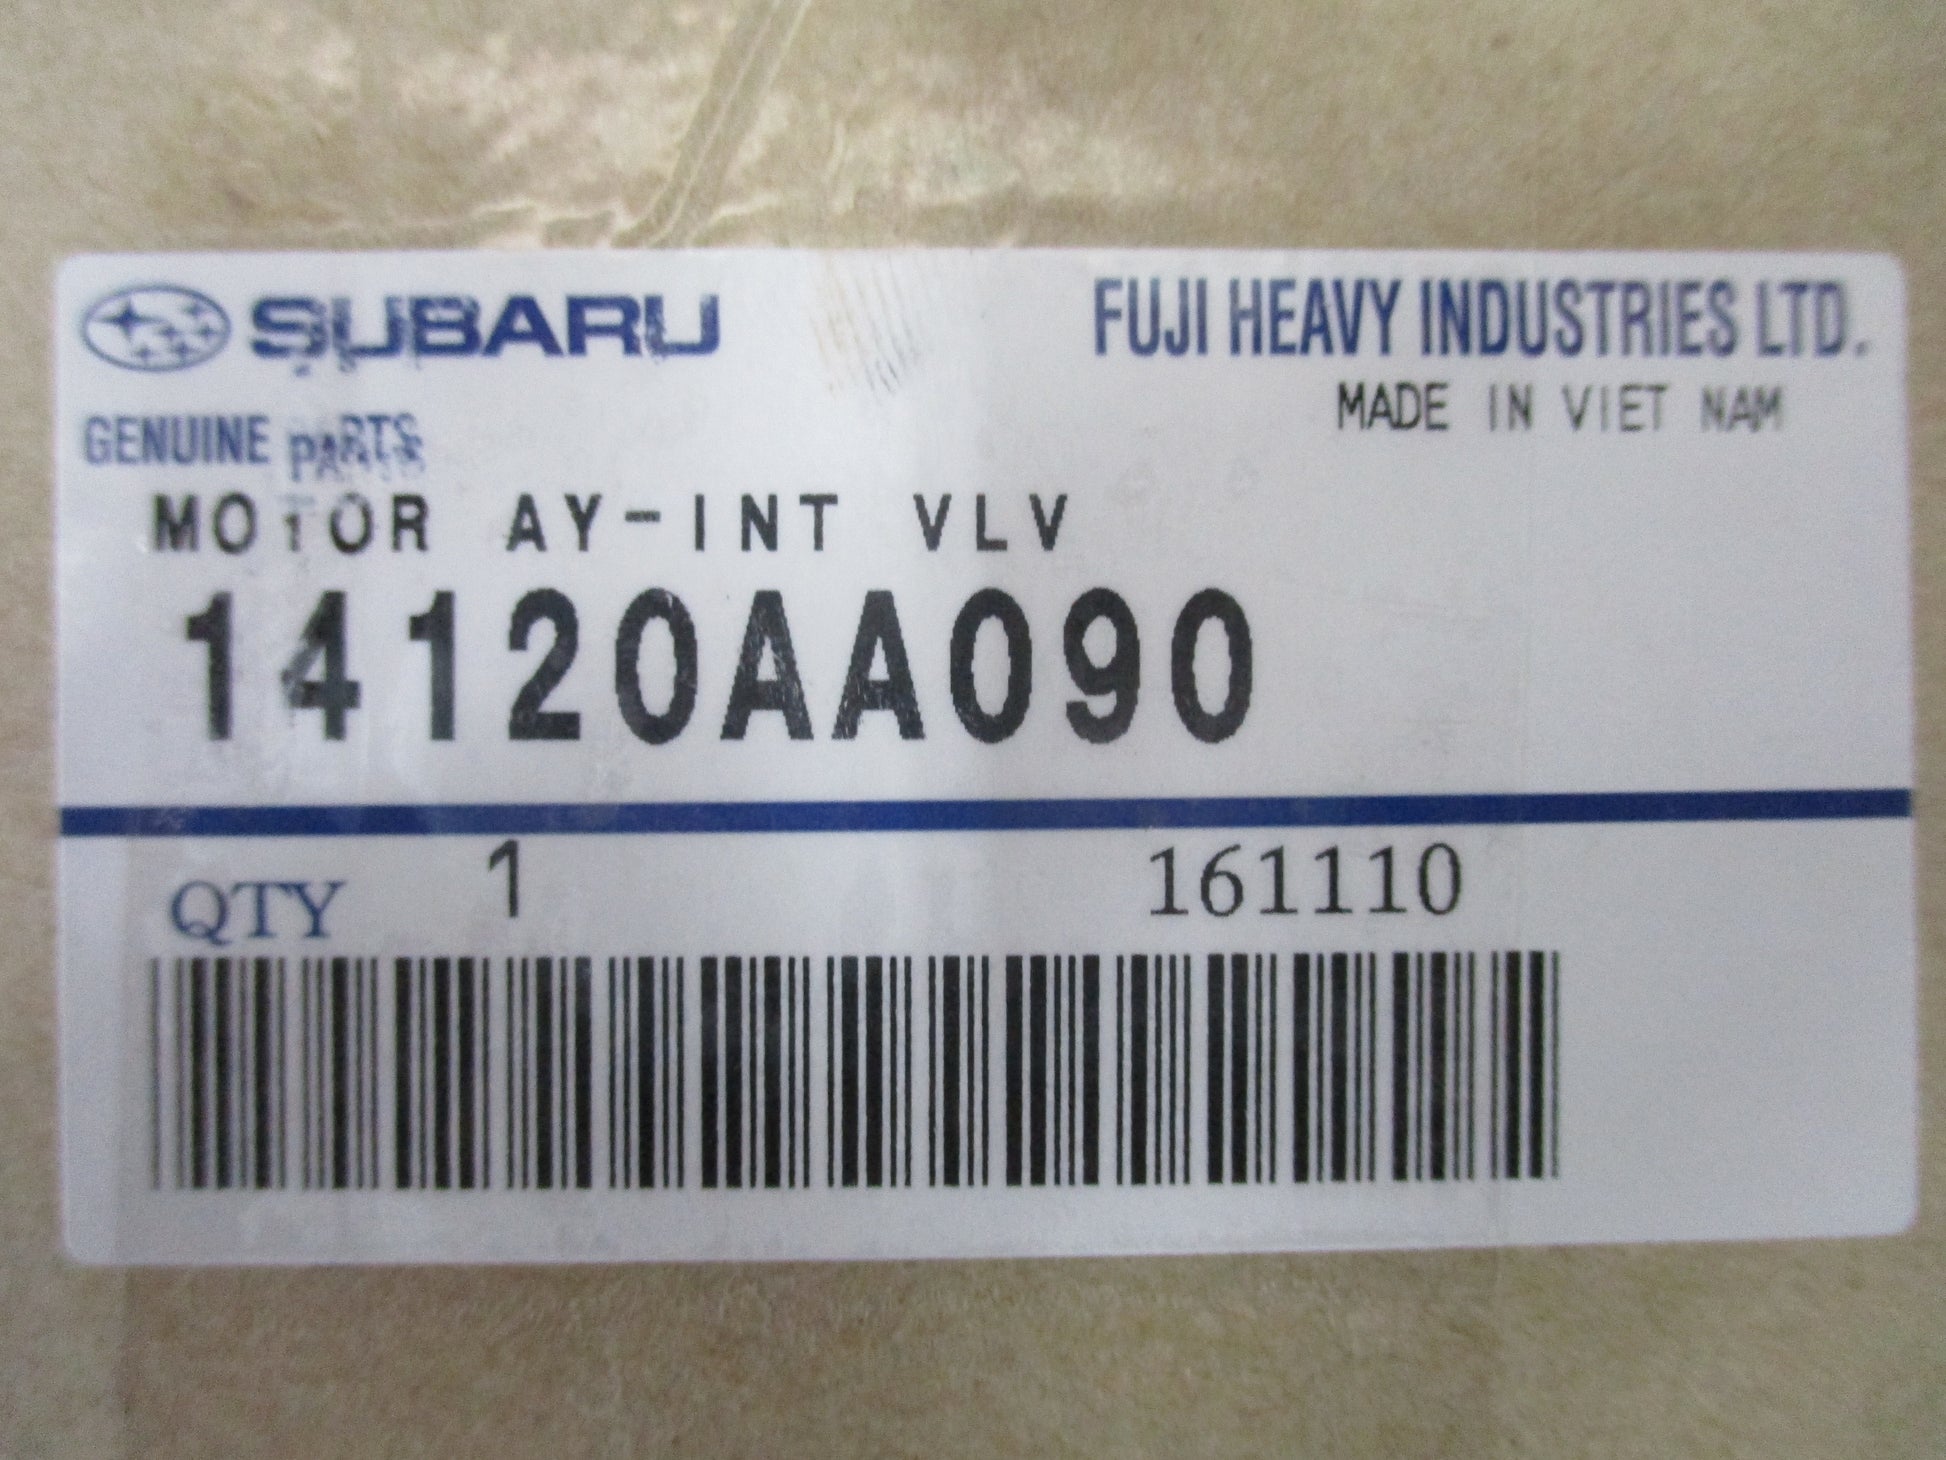 SUBARU FUJI HEAVY INDUSTRIES LTD.
MADE IN VIET NAM
GENUINE PARTS
MOTOR AY-INT VLV
14120AA090
QTY 1 161110